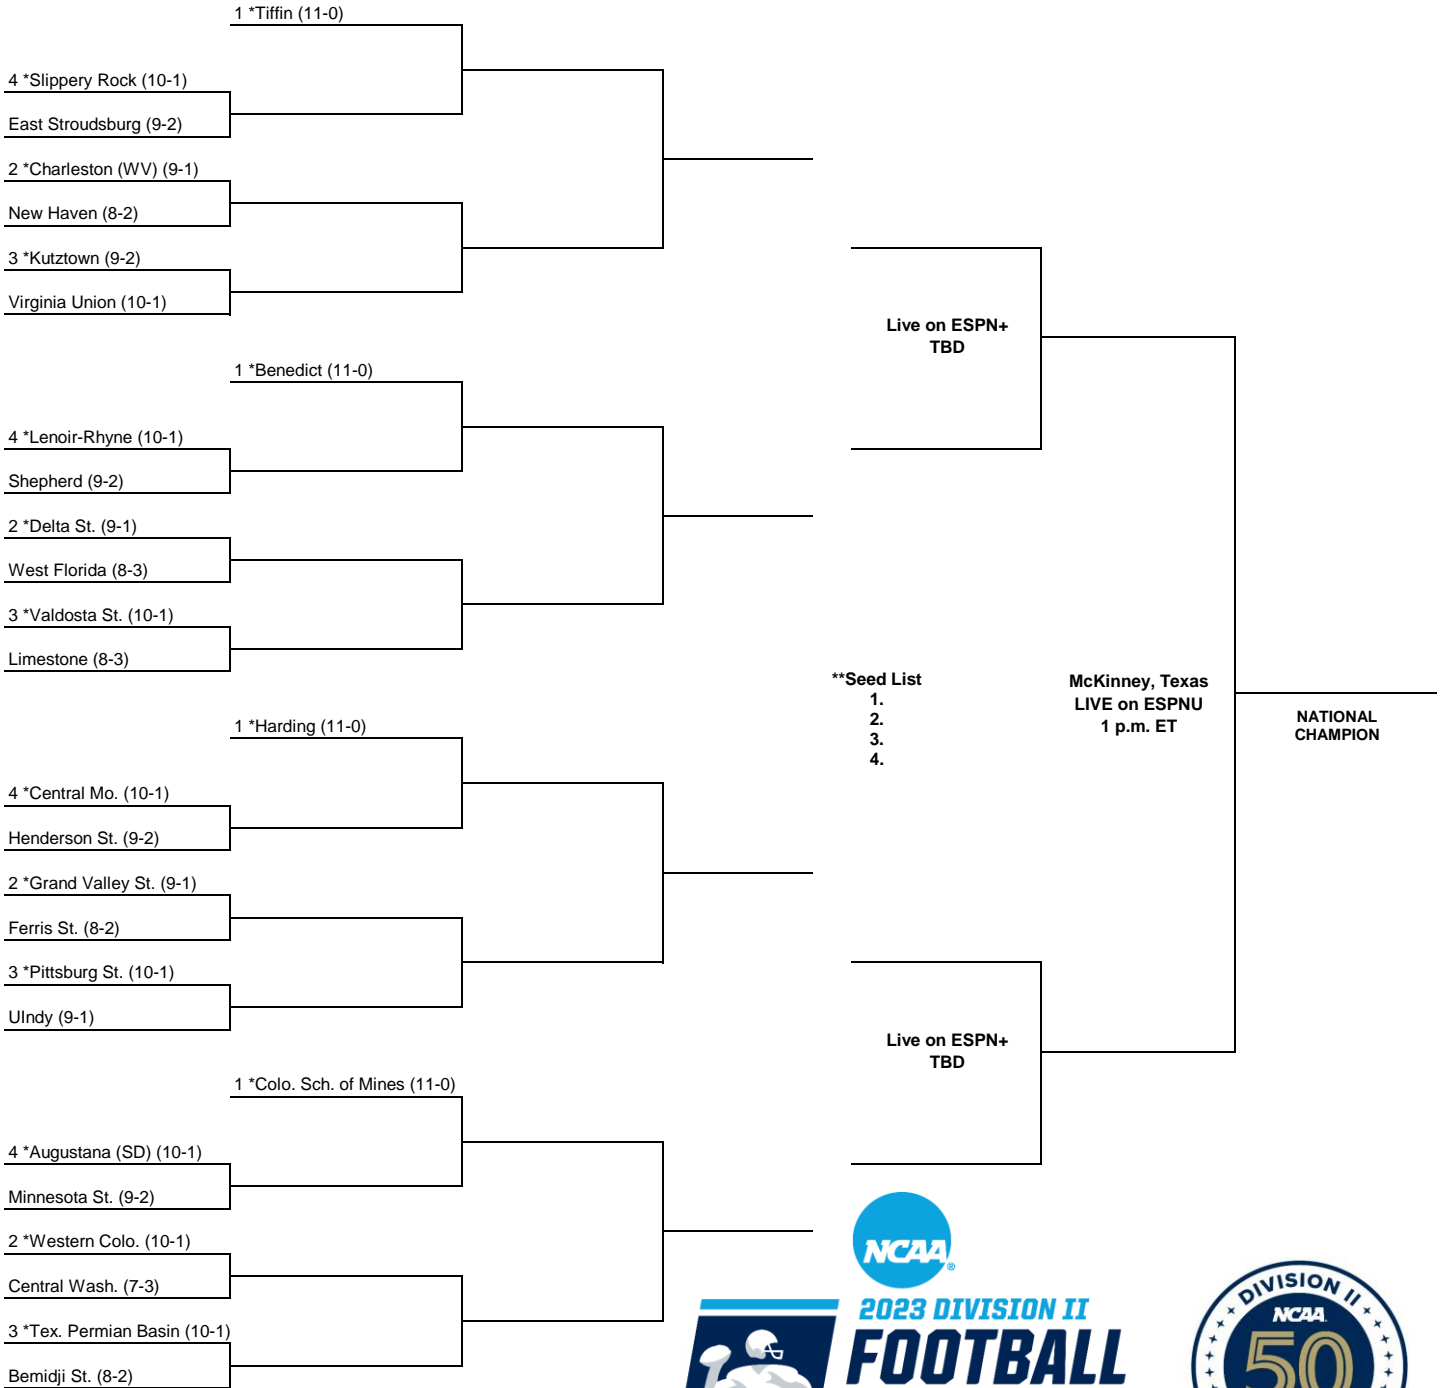 1 *Tiffin (11-0)
4 *Slippery Rock (10-1)
East Stroudsburg (9-2)
2 *Charleston (WV) (9-1)
New Haven (8-2)
3 *Kutztown (9-2)
Virginia Union (10-1)
Live on ESPN+
TBD
1 *Benedict (11-0)
4 *Lenoir-Rhyne (10-1)
Shepherd (9-2)
2 *Delta St. (9-1)
West Florida (8-3)
3 *Valdosta St. (10-1)
Limestone (8-3)
**Seed List
1.
2.
3.
4.
McKinney, Texas
LIVE on ESPNU
1 p.m. ET
NATIONAL
CHAMPION
1 *Harding (11-0)
4 *Central Mo. (10-1)
Henderson St. (9-2)
2 *Grand Valley St. (9-1)
Ferris St. (8-2)
3 *Pittsburg St. (10-1)
UIndy (9-1)
Live on ESPN+
TBD
1 *Colo. Sch. of Mines (11-0)
4 *Augustana (SD) (10-1)
Minnesota St. (9-2)
2 *Western Colo. (10-1)
Central Wash. (7-3)
3 *Tex. Permian Basin (10-1)
Bemidji St. (8-2)
NCAA®
2023 DIVISION II
FOOTBALL
DIVISION II
NCAA
50